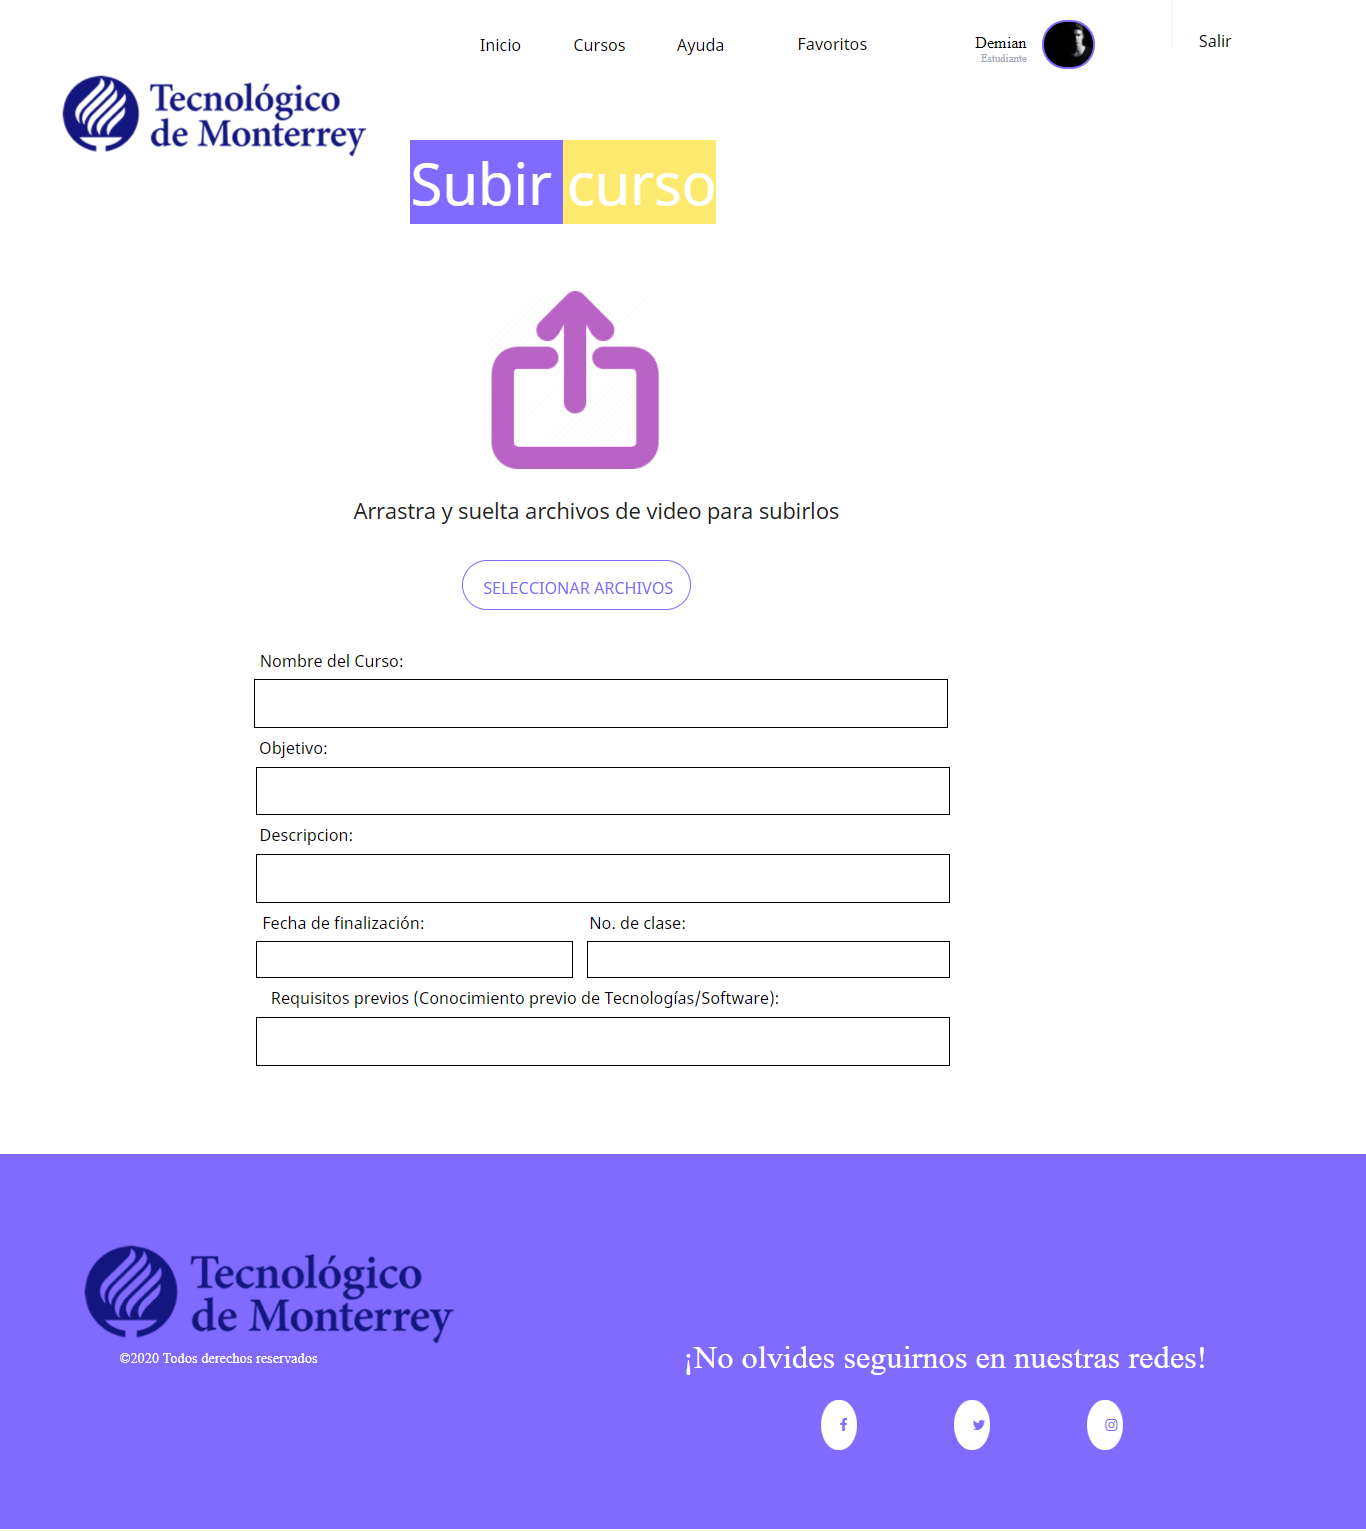 Inicio Cursos Ayuda Favoritos Demian Salir
Estudiante
Tecnológico
de Monterrey
Subir curso
Arrastra y suelta archivos de video para subirlos
SELECCIONAR ARCHIVOS
Nombre del Curso:
Objetivo:
Descripcion:
Fecha de finalización: No. de clase:
Requisitos previos (Conocimiento previo de Tecnologías/Software):
Tecnológico
de Monterrey
©2020 Todos derechos reservados
¡No olvides seguirnos en nuestras redes!